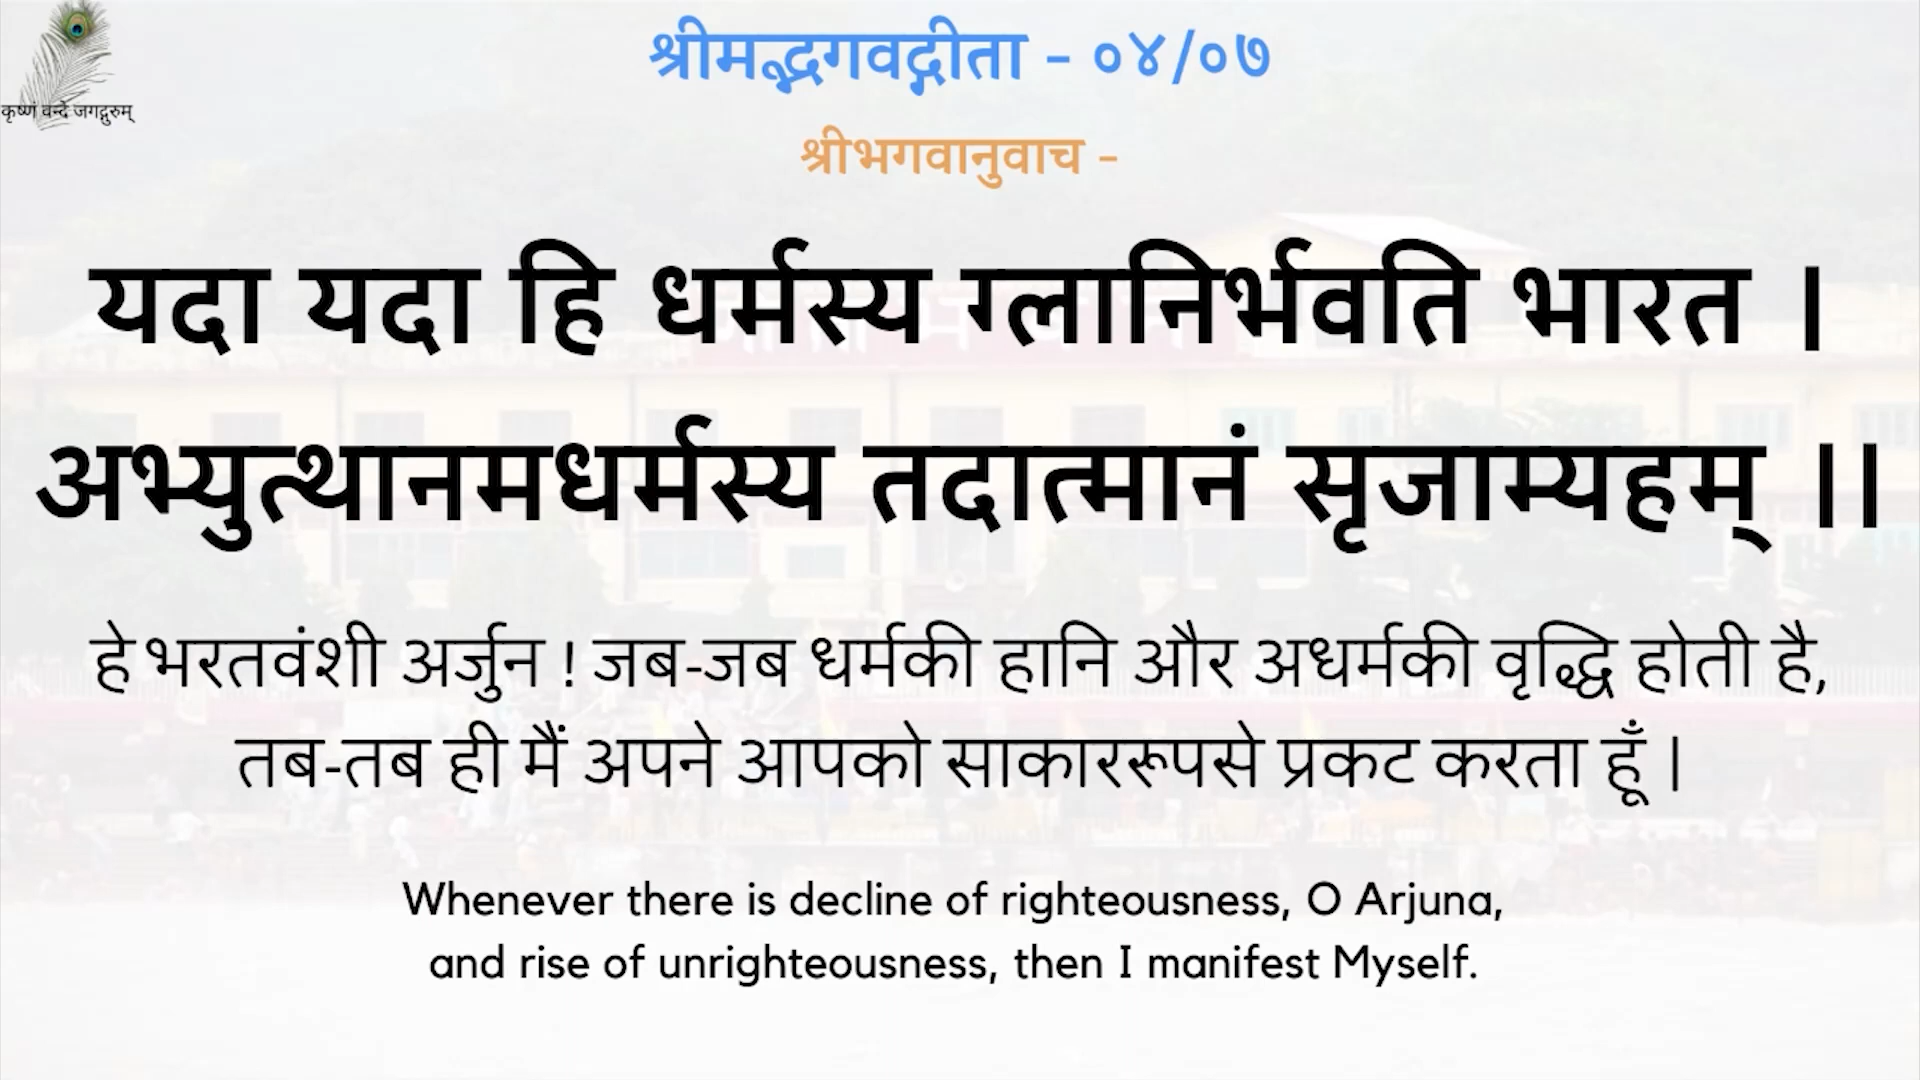 कृष्णं वन्दे जगद्गुरुम्
श्रीमद्भगवद्गीता - ०४/०७
श्रीभगवानुवाच -
यदा यदा हि धर्मस्य ग्लानिर्भवति भारत ।
अभ्युत्थानमधर्मस्य तदात्मानं सृजाम्यहम् ।।
हे भरतवंशी अर्जुन ! जब-जब धर्मकी हानि और अधर्मकी वृद्धि होती है,
तब-तब ही मैं अपने आपको साकाररूपसे प्रकट करता हूँ |
Whenever there is decline of righteousness, O Arjuna,
and rise of unrighteousness, then I manifest Myself.